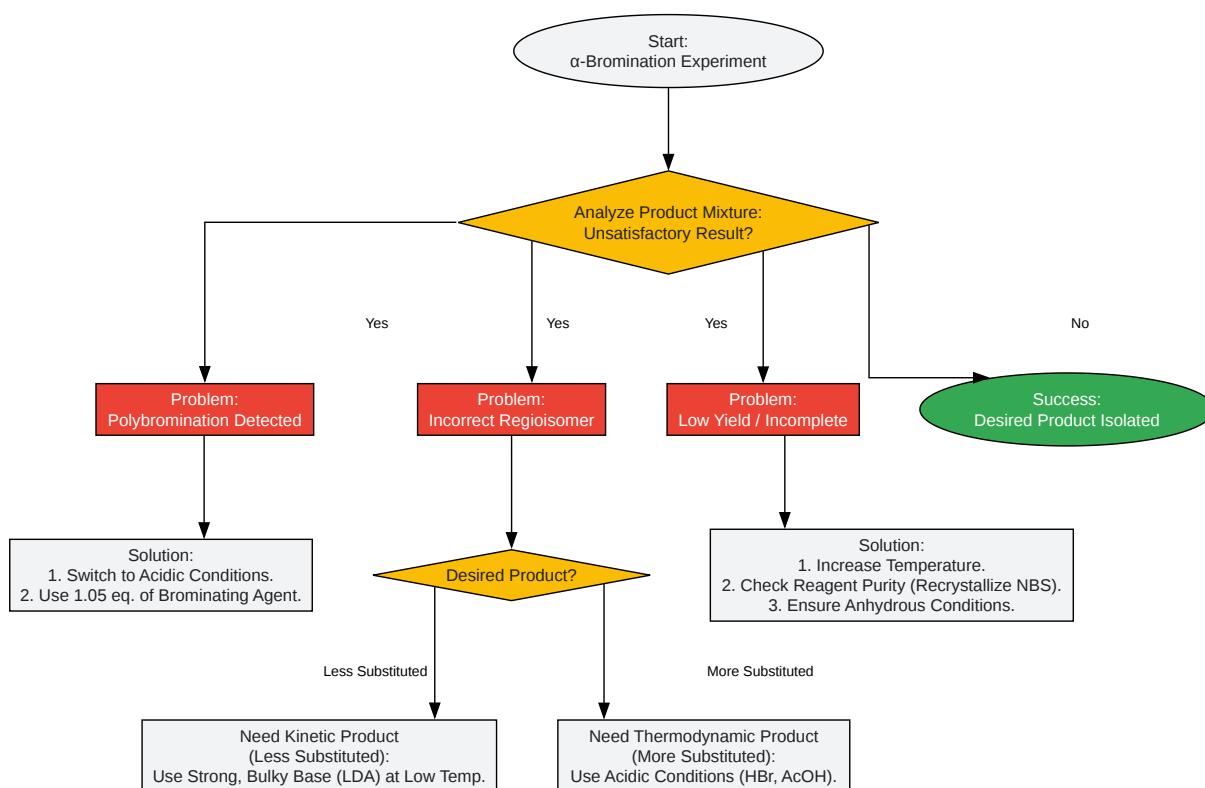 Start:
α-Bromination Experiment
Analyze Product Mixture:
Unsatisfactory Result?
Yes
Yes
Yes
No
Problem:
Polybromination Detected
Problem:
Incorrect Regioisomer
Problem:
Low Yield / Incomplete
Success:
Desired Product Isolated
Solution:
1. Switch to Acidic Conditions.
2. Use 1.05 eq. of Brominating Agent.
Desired Product?
Solution:
1. Increase Temperature.
2. Check Reagent Purity (Recrystallize NBS).
3. Ensure Anhydrous Conditions.
Less Substituted
More Substituted
Need Kinetic Product
(Less Substituted):
Use Strong, Bulky Base (LDA) at Low Temp.
Need Thermodynamic Product
(More Substituted):
Use Acidic Conditions (HBr, AcOH).